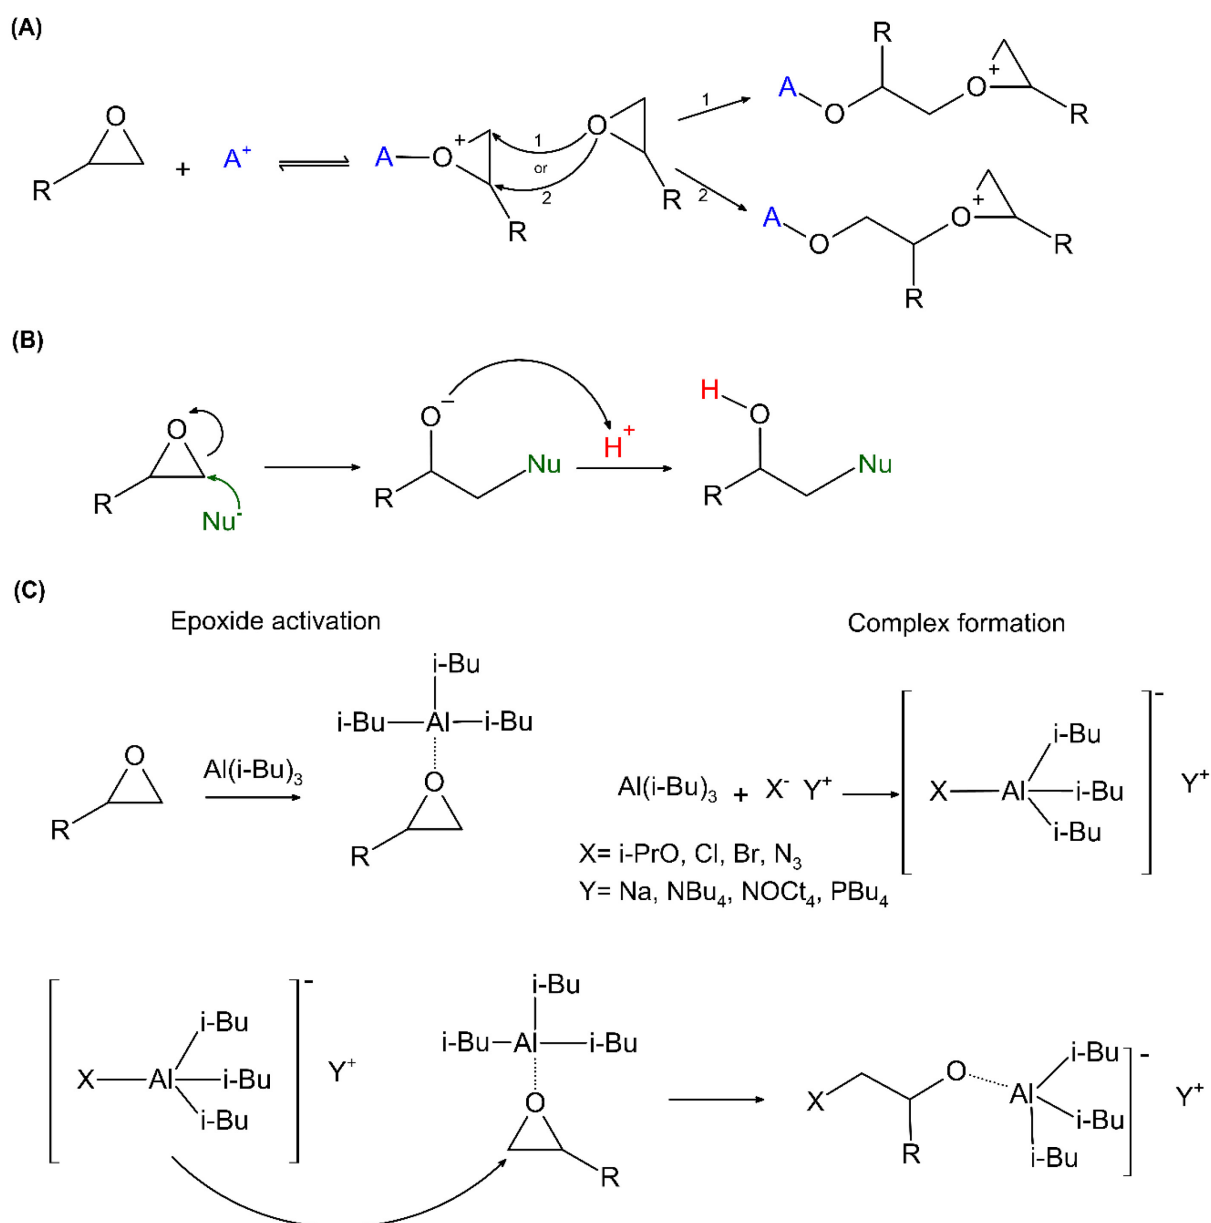 (A)
O
R
+
A⁺
A
O
+
1
or
2
O
R
R
1
2
A
O
R
O
+
R
A
O
R
O
+
R
(B)
O
R
Nu⁻
O⁻
R
Nu
H⁺
H
O
R
Nu
(C)
Epoxide activation
Complex formation
O
R
Al(i-Bu)₃
i-Bu
i-Bu
Al
i-Bu
O
R
Al(i-Bu)₃ + X⁻ Y⁺
X= i-PrO, Cl, Br, N₃
Y= Na, NBu₄, NOCt₄, PBu₄
X
Al
i-Bu
i-Bu
i-Bu
-
Y⁺
X
Al
i-Bu
i-Bu
i-Bu
-
Y⁺
i-Bu
i-Bu
Al
i-Bu
O
R
X
R
O
Al
i-Bu
i-Bu
i-Bu
-
Y⁺